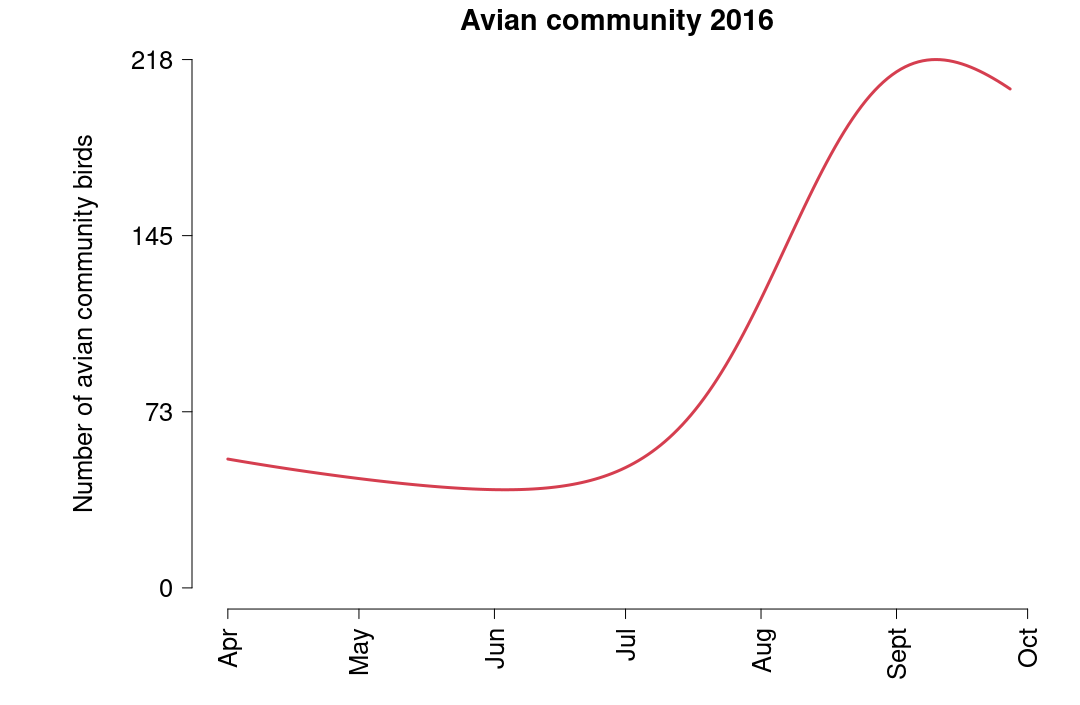 Avian community 2016
Number of avian community birds
218
145
73
0
Apr
May
Jun
Jul
Aug
Sept
Oct